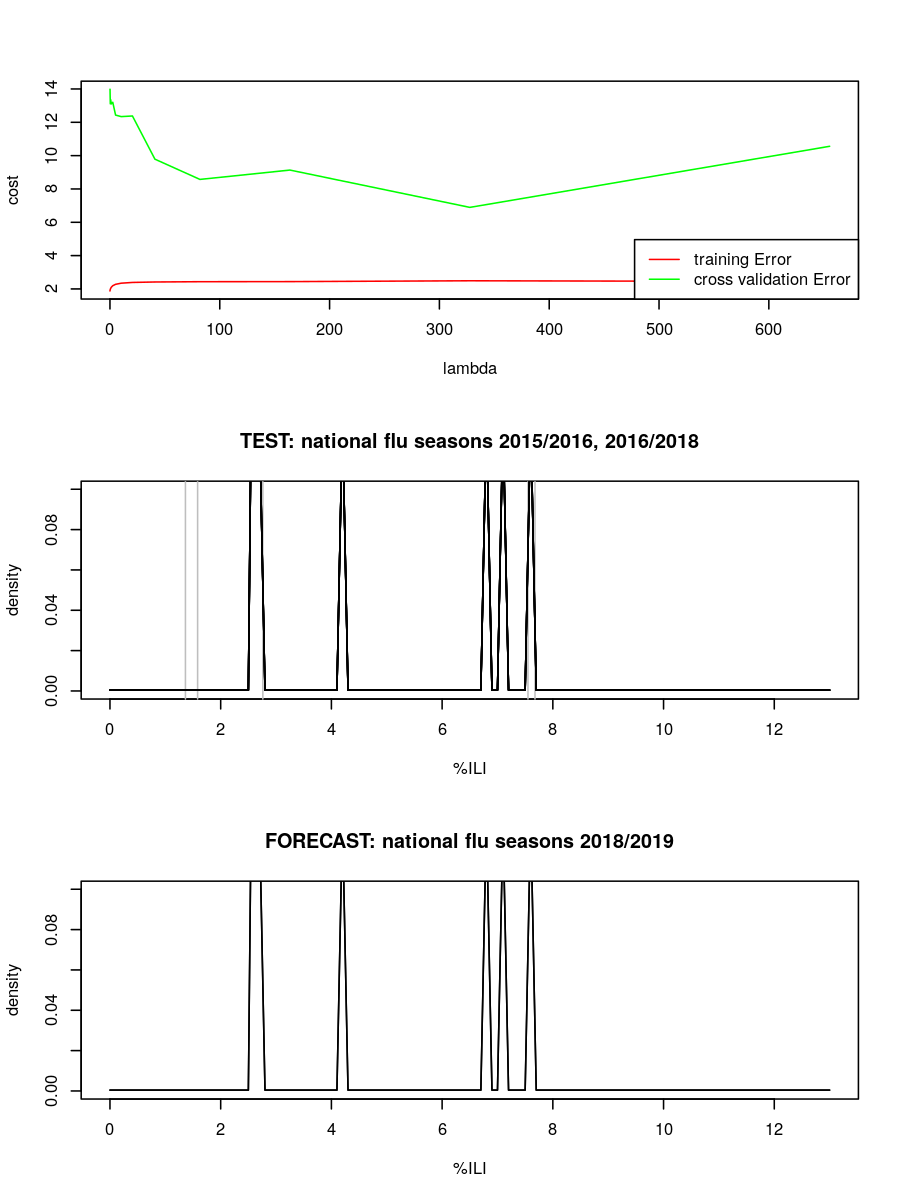 14
12
10
8
6
4
2
cost
training Error
cross validation Error
0 100 200 300 400 500 600
lambda
TEST: national flu seasons 2015/2016, 2016/2018
0.08
0.04
0.00
density
0 2 4 6 8 10 12
%ILI
FORECAST: national flu seasons 2018/2019
0.08
0.04
0.00
density
0 2 4 6 8 10 12
%ILI